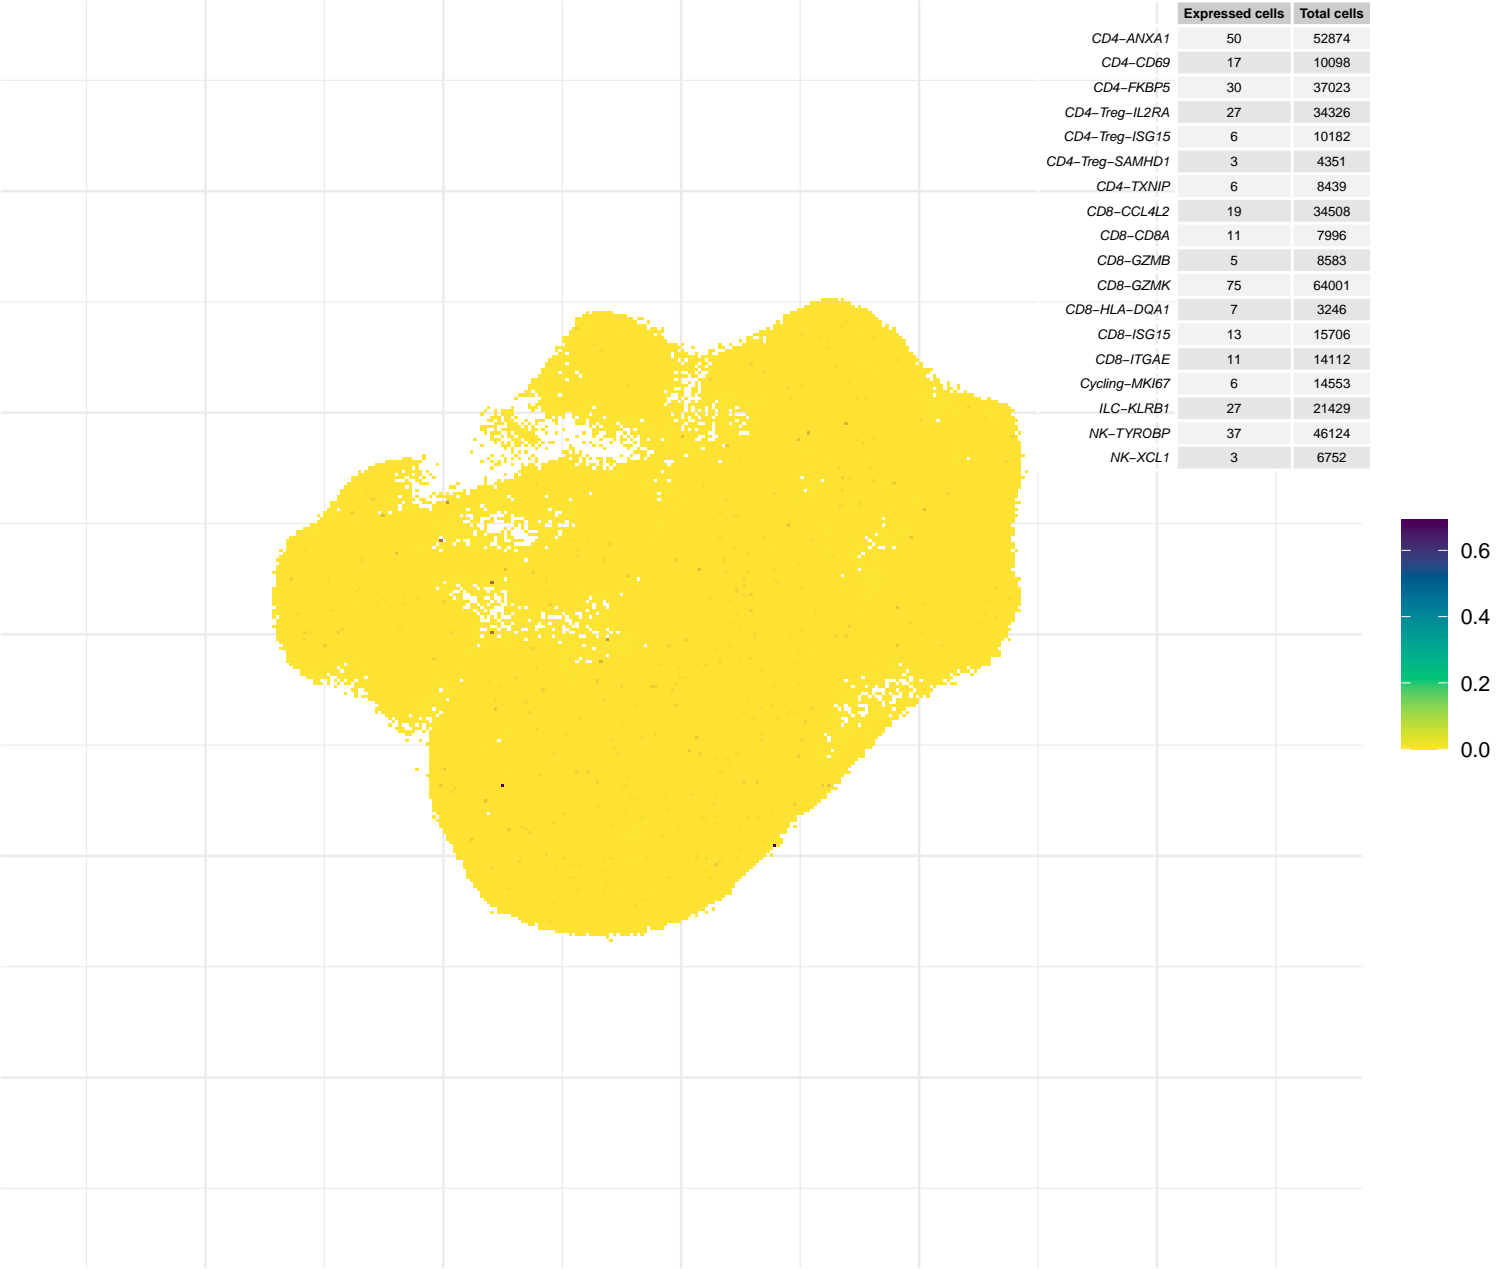 Expressed cells Total cells
CD4−ANXA1 50 52874
CD4−CD69 17 10098
CD4−FKBP5 30 37023
CD4−Treg−IL2RA 27 34326
CD4−Treg−ISG15 6 10182
CD4−Treg−SAMHD1 3 4351
CD4−TXNIP 6 8439
CD8−CCL4L2 19 34508
CD8−CD8A 11 7996
CD8−GZMB 5 8583
CD8−GZMK 75 64001
CD8−HLA−DQA1 7 3246
CD8−ISG15 13 15706
CD8−ITGAE 11 14112
Cycling−MKI67 6 14553
ILC−KLRB1 27 21429
NK−TYROBP 37 46124
NK−XCL1 3 6752
0.6
0.4
0.2
0.0